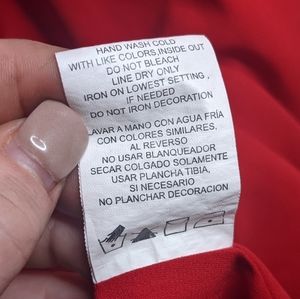 HAND WASH COLD
WITH LIKE COLORS,INSIDE OUT
DO NOT BLEACH
LINE DRY ONLY
IRON ON LOWEST SETTING ,
IF NEEDED
DO NOT IRON DECORATION
LAVAR A MANO CON AGUA FRÍA
CON COLORES SIMILARES,
AL REVERSO
NO USAR BLANQUEADOR
SECAR COLGADO SOLAMENTE
USAR PLANCHA TIBIA,
SI NECESARIO
NO PLANCHAR DECORACION